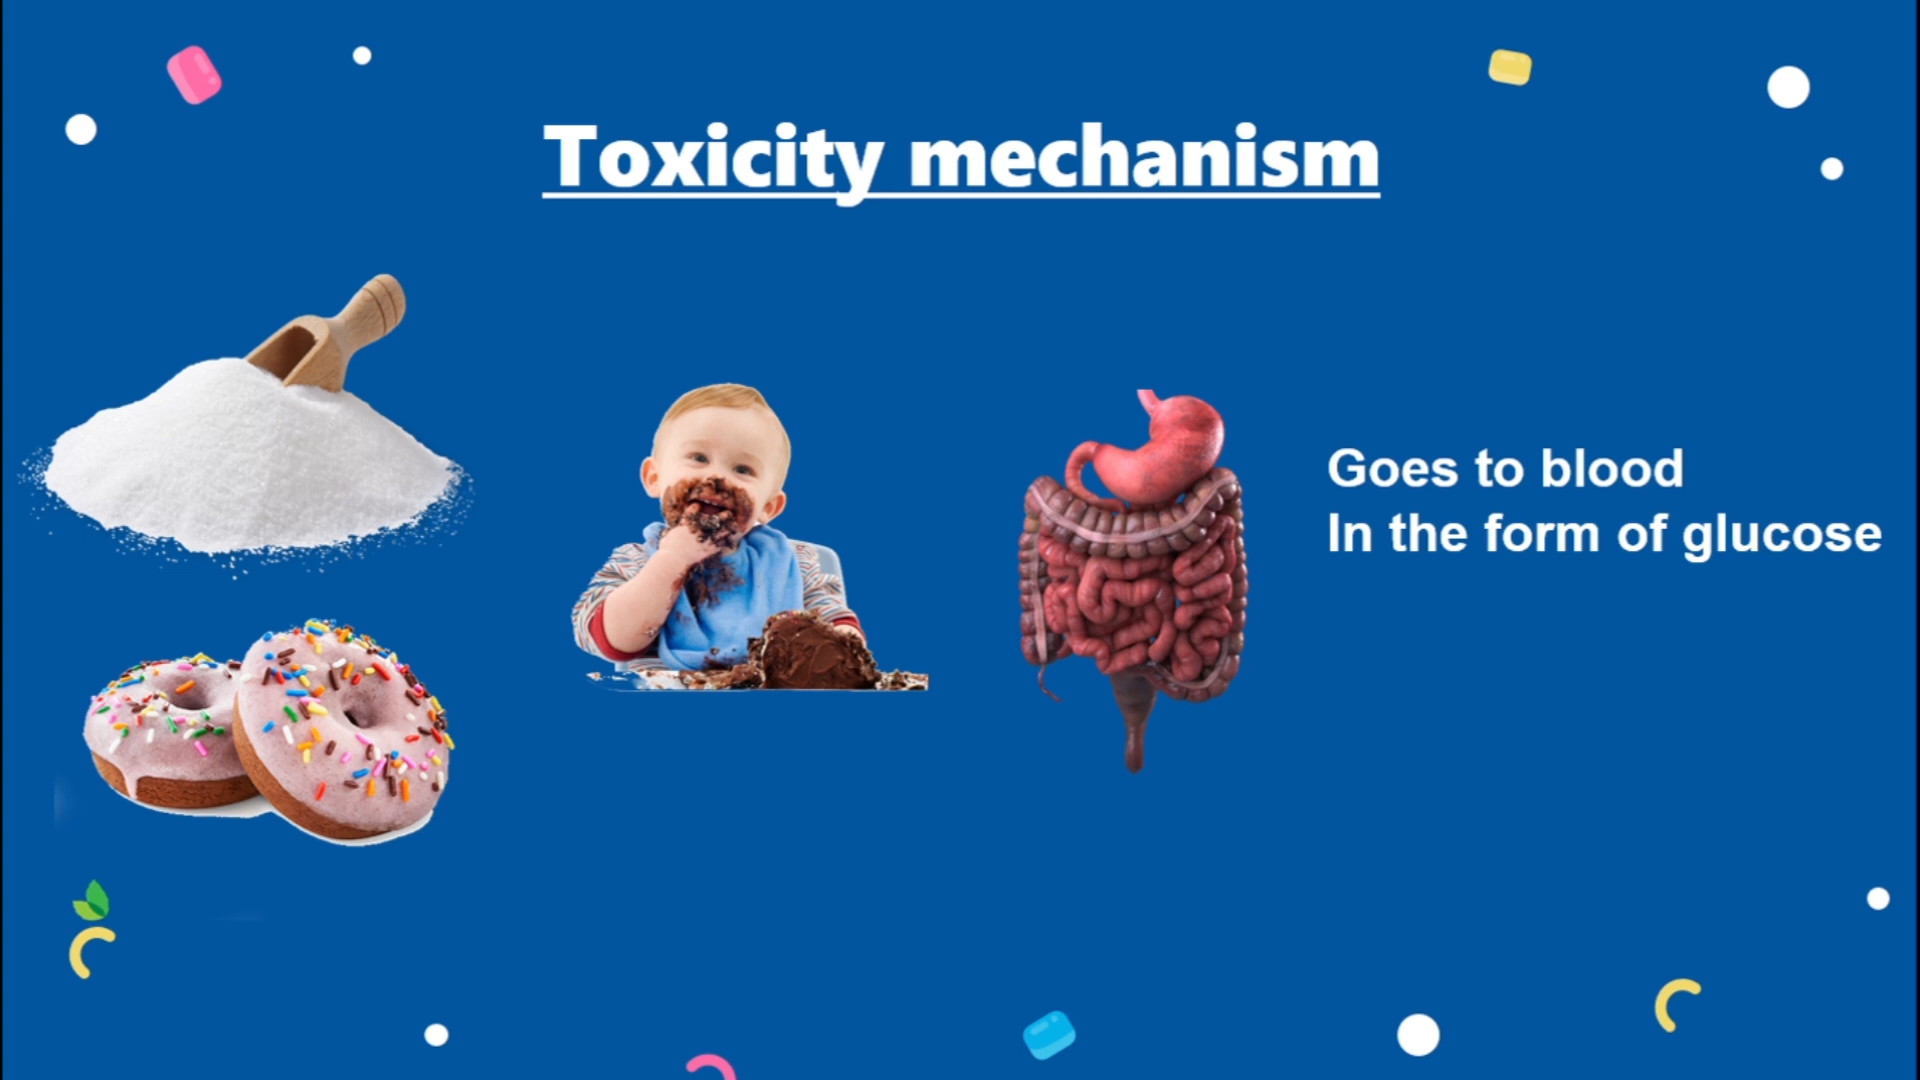 Toxicity mechanism
Goes to blood
In the form of glucose